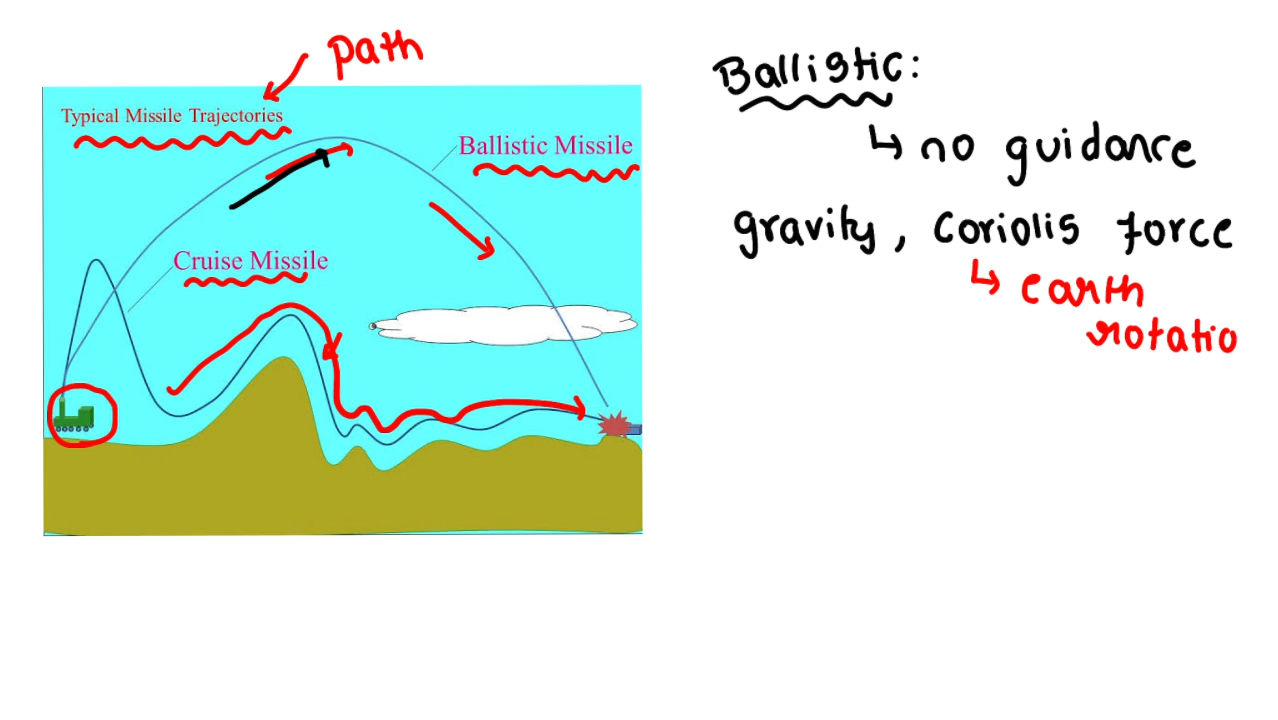 Path
Typical Missile Trajectories
Ballistic Missile
Cruise Missile
Ballistic:
↳ no guidance
gravity, Coriolis force
↳ earth
rotatio